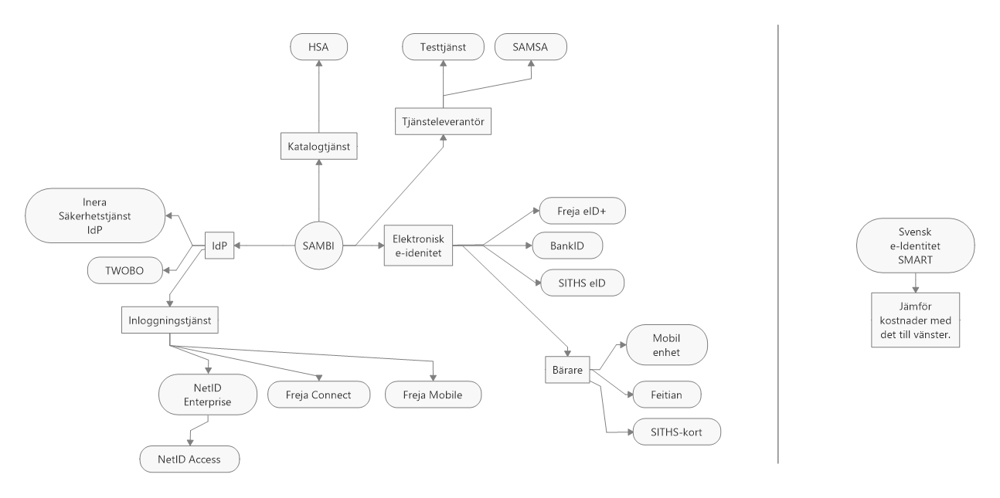 HSA
Testtjänst
SAMSA
Tjänsteleverantör
Katalogtjänst
Inera
Säkerhetstjänst
IdP
IdP
SAMBI
Elektronisk
e-idenitet
Freja eID+
BankID
SITHS eID
TWOBO
Inloggningstjänst
NetID
Enterprise
Freja Connect
Freja Mobile
NetID Access
Bärare
Mobil
enhet
Feitian
SITHS-kort
Svensk
e-Identitet
SMART
Jämför
kostnader med
det till vänster.